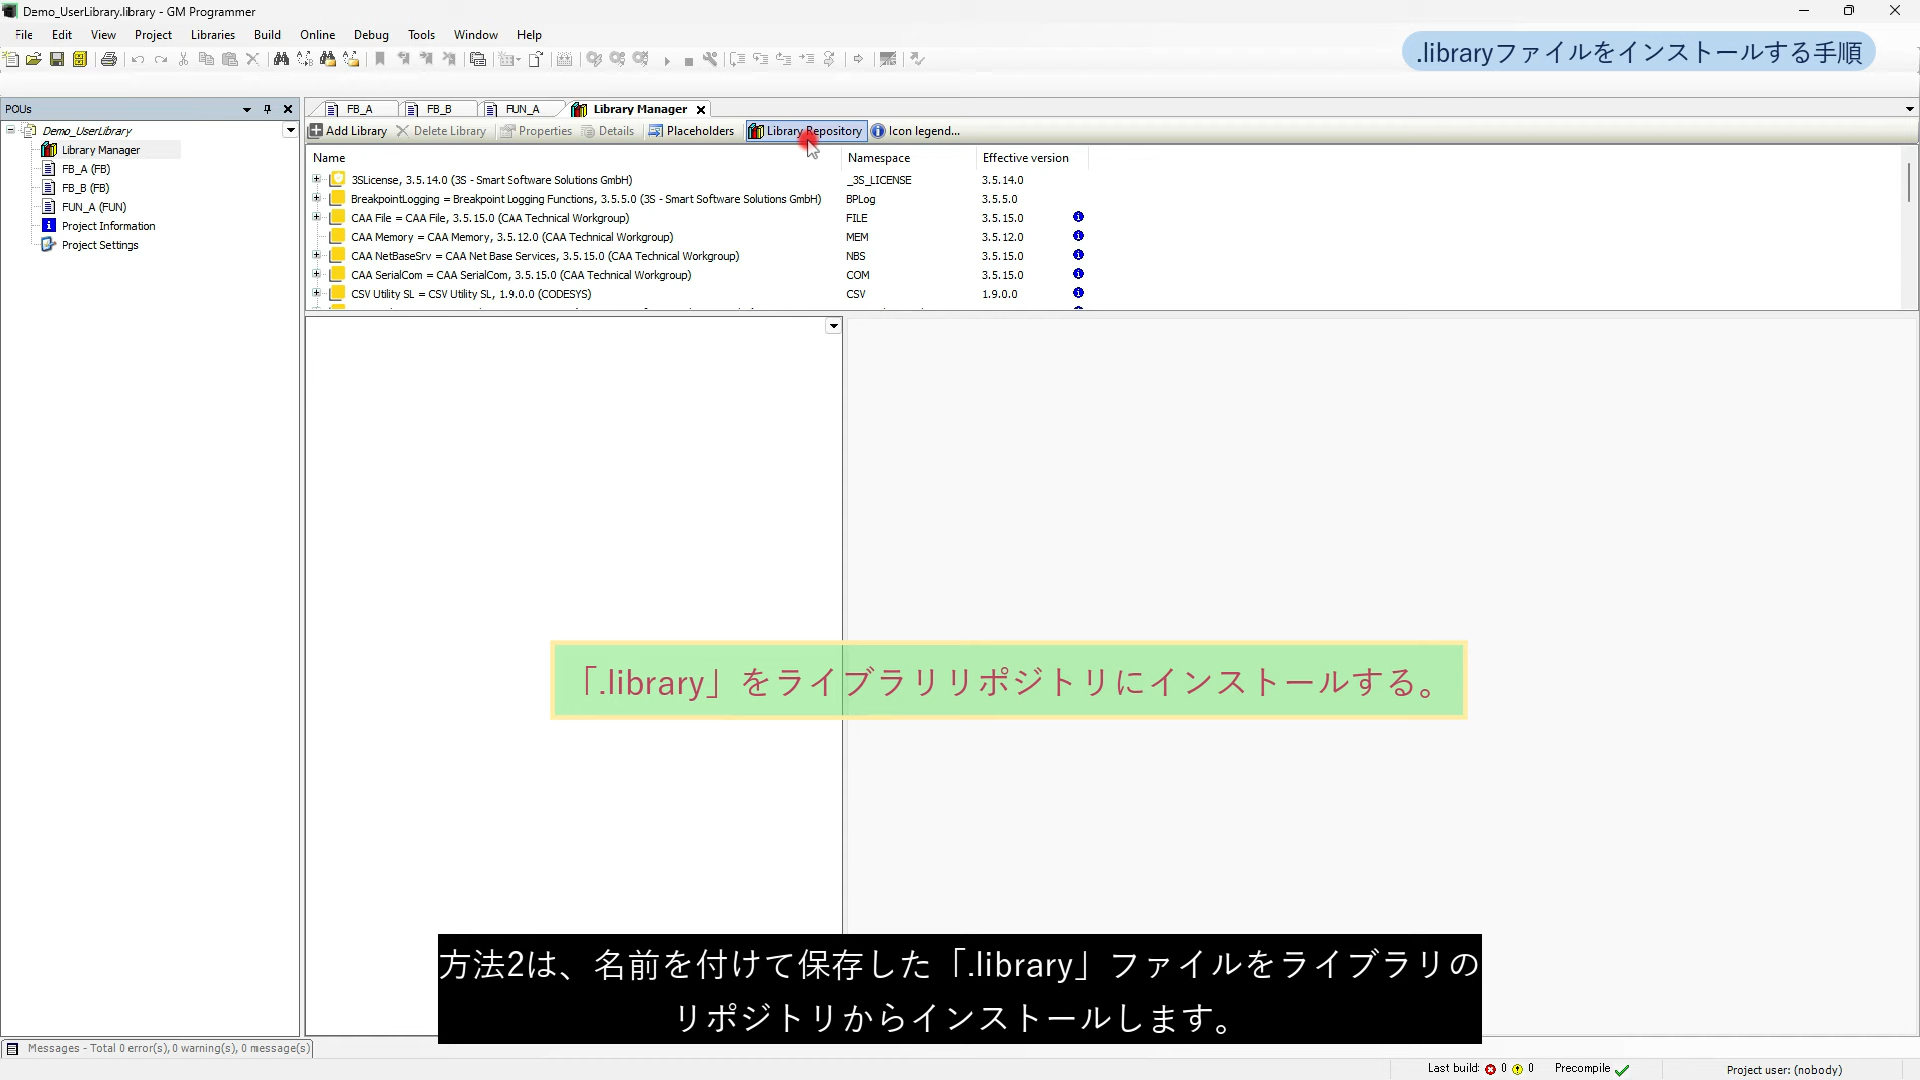 Demo_UserLibrary.library - GM Programmer
File Edit View Project Libraries Build Online Debug Tools Window Help
.libraryファイルをインストールする手順
POUs
FB_A FB_B FUN_A Library Manager
Demo_UserLibrary
Library Manager
FB_A (FB)
FB_B (FB)
FUN_A (FUN)
Project Information
Project Settings
Add Library Delete Library Properties Details Placeholders Library Repository Icon legend...
Name Namespace Effective version
3SLicense, 3.5.14.0 (3S - Smart Software Solutions GmbH) _3S_LICENSE 3.5.14.0
BreakpointLogging = Breakpoint Logging Functions, 3.5.5.0 (3S - Smart Software Solutions GmbH) BPLog 3.5.5.0
CAA File = CAA File, 3.5.15.0 (CAA Technical Workgroup) FILE 3.5.15.0
CAA Memory = CAA Memory, 3.5.12.0 (CAA Technical Workgroup) MEM 3.5.12.0
CAA NetBaseSrv = CAA Net Base Services, 3.5.15.0 (CAA Technical Workgroup) NBS 3.5.15.0
CAA SerialCom = CAA SerialCom, 3.5.15.0 (CAA Technical Workgroup) COM 3.5.15.0
CSV Utility SL = CSV Utility SL, 1.9.0.0 (CODESYS) CSV 1.9.0.0
「.library」をライブラリリポジトリにインストールする。
方法2は、名前を付けて保存した「.library」ファイルをライブラリの
リポジトリからインストールします。
Messages - Total 0 error(s), 0 warning(s), 0 message(s)
Last build: 0 0 Precompile Project user: (nobody)